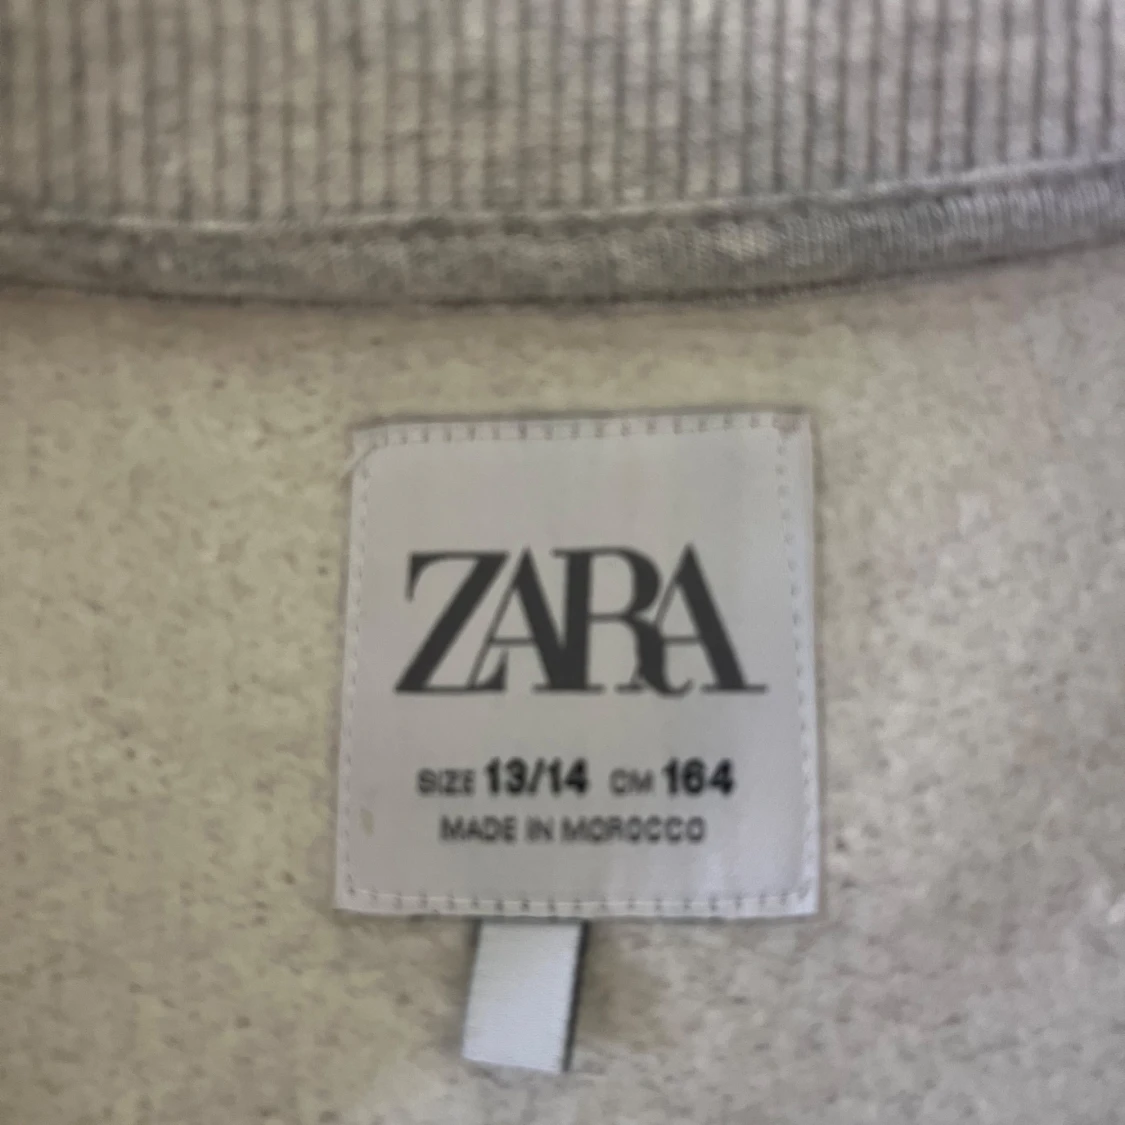 ZARA
SIZE 13/14 CM 164
MADE IN MOROCCO